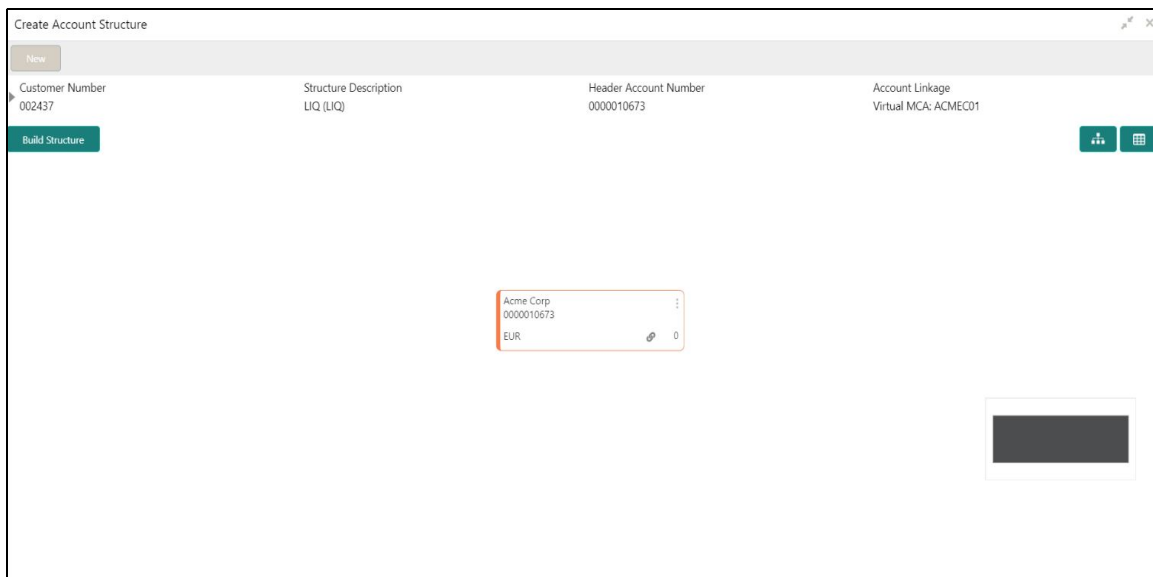 Create Account Structure
New
Customer Number
002437
Structure Description
LIQ (LIQ)
Header Account Number
0000010673
Account Linkage
Virtual MCA: ACMEC01
Build Structure
Acme Corp
0000010673
EUR
0